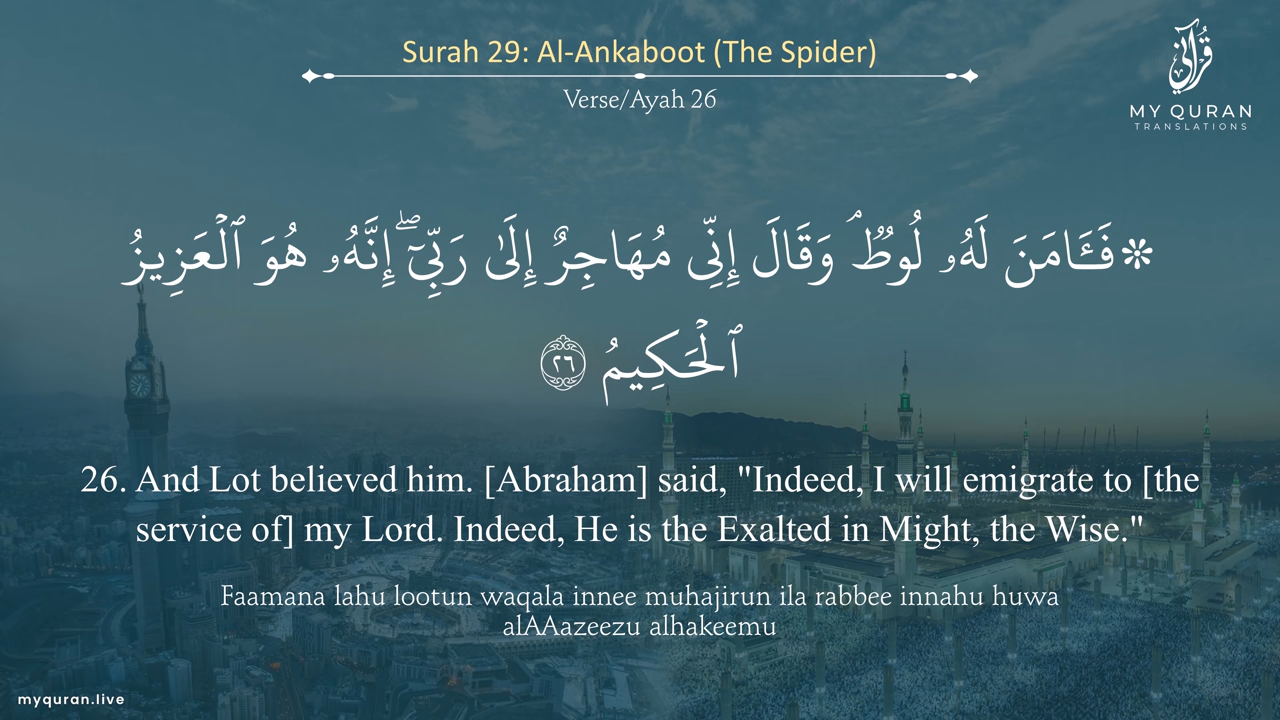 Surah 29: Al-Ankaboot (The Spider)
Verse/Ayah 26
قرآني
MY QURAN
TRANSLATIONS
۞ فَـَٔامَنَ لَهُۥ لُوطٌۘ وَقَالَ إِنِّى مُهَاجِرٌ إِلَىٰ رَبِّىٓۖ إِنَّهُۥ هُوَ ٱلْعَزِيزُ
ٱلْحَكِيمُ ٢٦
26. And Lot believed him. [Abraham] said, "Indeed, I will emigrate to [the
service of] my Lord. Indeed, He is the Exalted in Might, the Wise."
Faamana lahu lootun waqala innee muhajirun ila rabbee innahu huwa
alAAazeezu alhakeemu
myquran.live